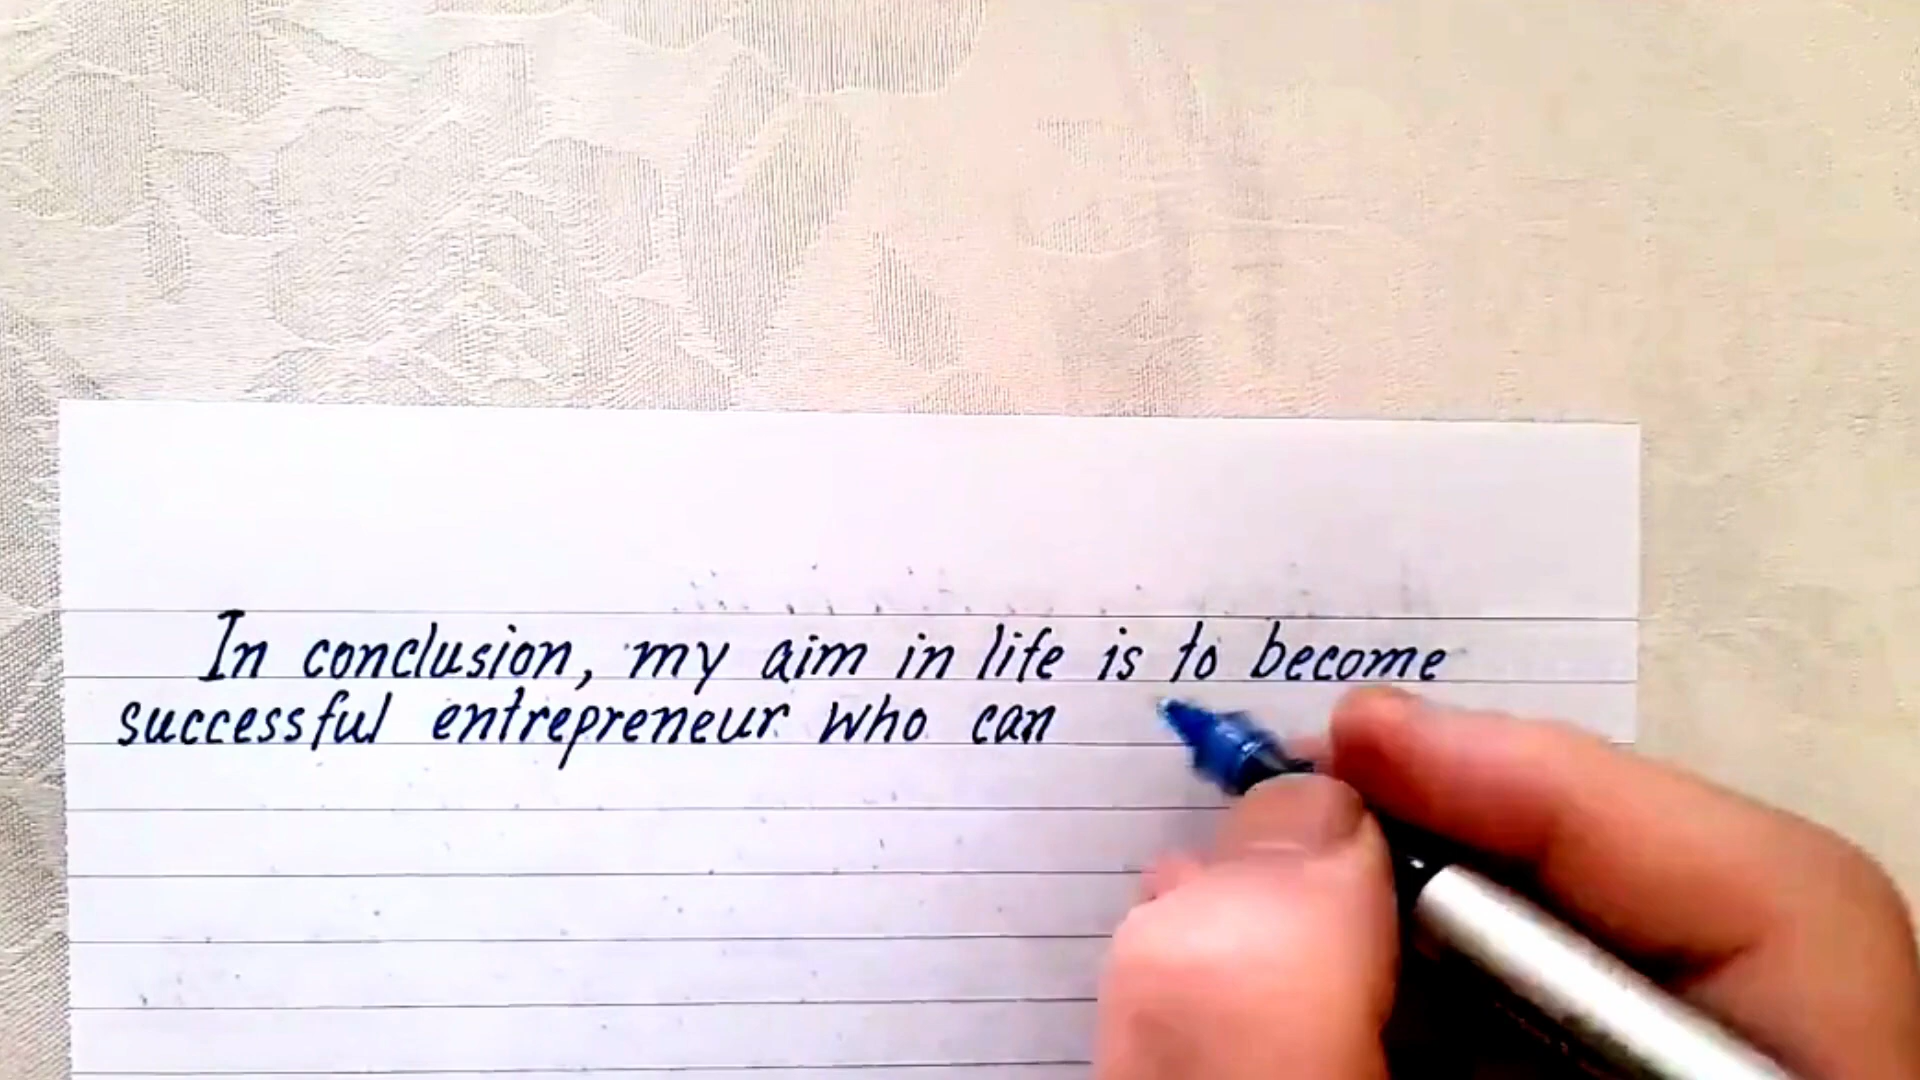 In conclusion, my aim in life is to become
successful entrepreneur who can